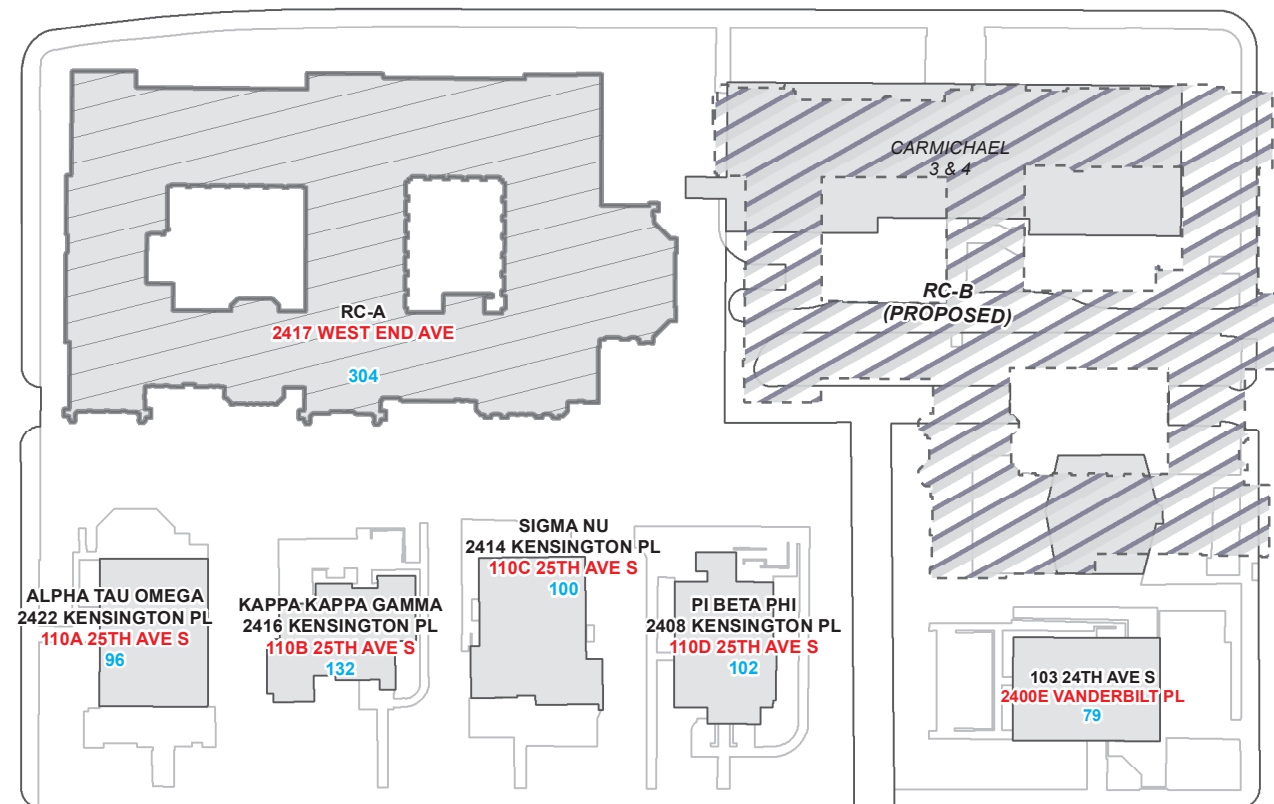 CARMICHAEL
3 & 4
RC-B
(PROPOSED)
RC-A
2417 WEST END AVE
304
ALPHA TAU OMEGA
2422 KENSINGTON PL
110A 25TH AVE S
96
KAPPA KAPPA GAMMA
2416 KENSINGTON PL
110B 25TH AVE S
132
SIGMA NU
2414 KENSINGTON PL
110C 25TH AVE S
100
PI BETA PHI
2408 KENSINGTON PL
110D 25TH AVE S
102
103 24TH AVE S
2400E VANDERBILT PL
79